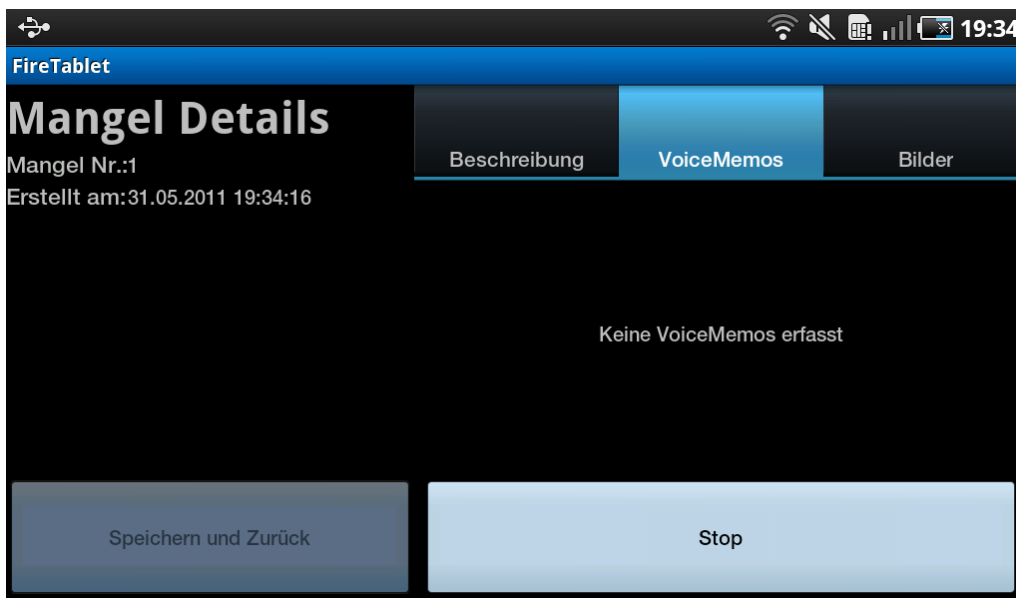 19:34
FireTablet
Mangel Details
Mangel Nr.:1
Erstellt am:31.05.2011 19:34:16
Beschreibung
VoiceMemos
Bilder
Keine VoiceMemos erfasst
Speichern und Zurück
Stop